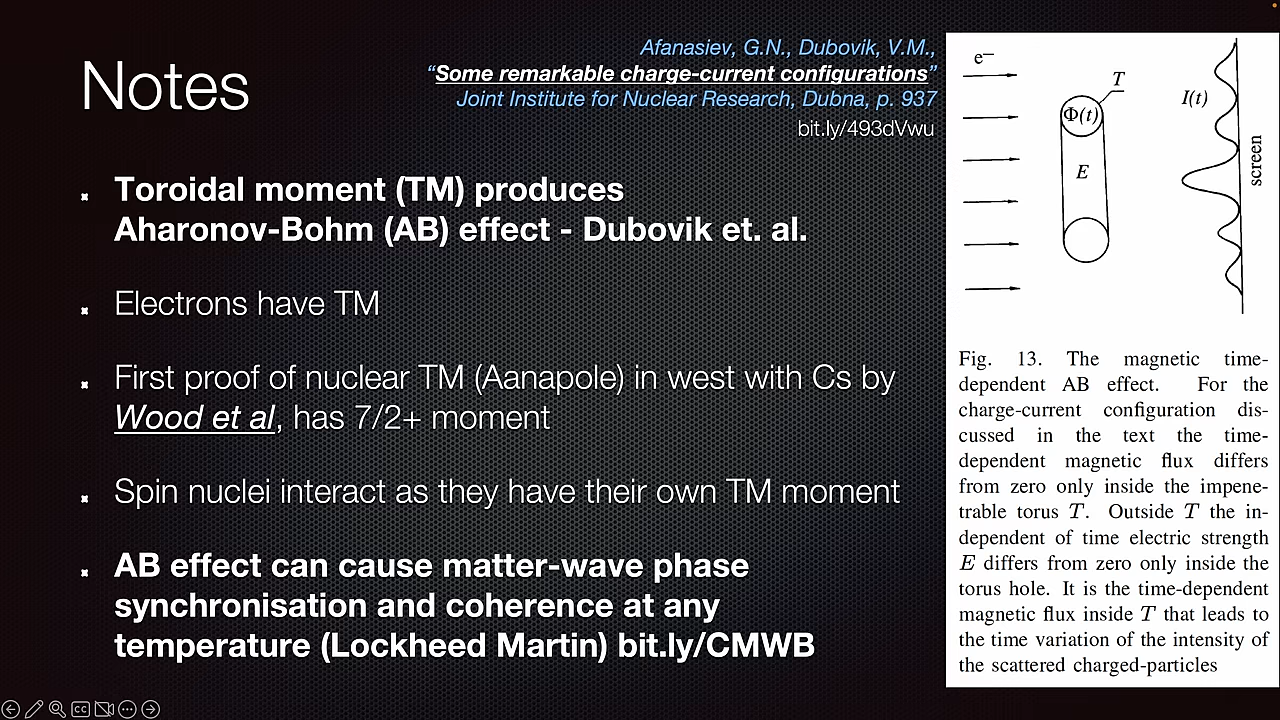 Notes
Afanasiev, G.N., Dubovik, V.M.,
“Some remarkable charge-current configurations”
Joint Institute for Nuclear Research, Dubna, p. 937
bit.ly/493dVwu
Toroidal moment (TM) produces
Aharonov-Bohm (AB) effect - Dubovik et. al.
Electrons have TM
First proof of nuclear TM (Aanapole) in west with Cs by
Wood et al, has 7/2+ moment
Spin nuclei interact as they have their own TM moment
AB effect can cause matter-wave phase
synchronisation and coherence at any
temperature (Lockheed Martin) bit.ly/CMWB
e−
T
Φ(t)
E
I(t)
screen
Fig. 13. The magnetic time-
dependent AB effect. For the
charge-current configuration dis-
cussed in the text the time-
dependent magnetic flux differs
from zero only inside the impene-
trable torus T. Outside T the in-
dependent of time electric strength
E differs from zero only inside the
torus hole. It is the time-dependent
magnetic flux inside T that leads to
the time variation of the intensity of
the scattered charged-particles
CC